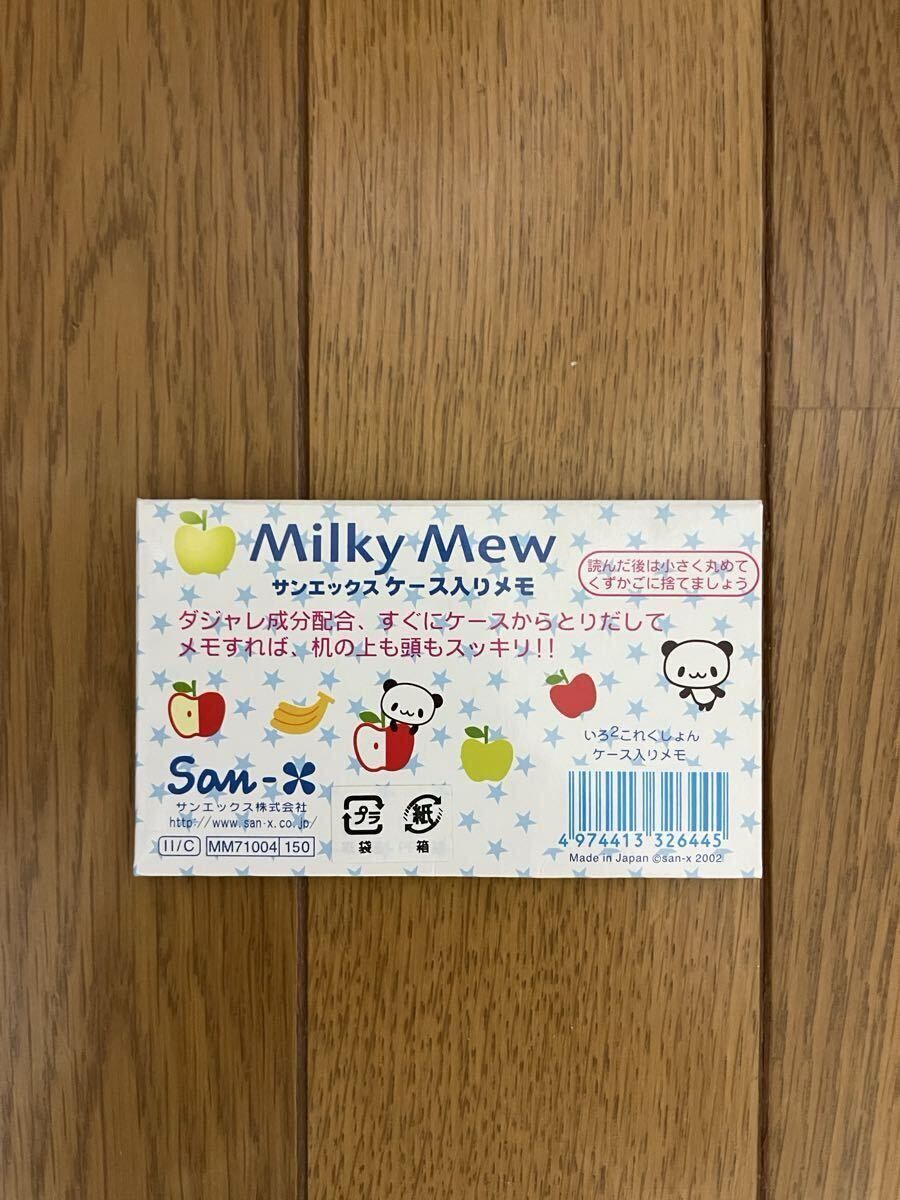 Milky Mew
サンエックス ケース入りメモ
読んだ後は小さく丸めて
くずかごに捨てましょう
ダジャレ成分配合、すぐにケースからとりだして
メモすれば、机の上も頭もスッキリ!!
いろ2これくしょん
ケース入りメモ
San-X
サンエックス株式会社
http://www.san-x.co.jp/
11/C MM71004 150
プラ 紙
袋 箱
4 974413 326445
Made in Japan ©san-x 2002